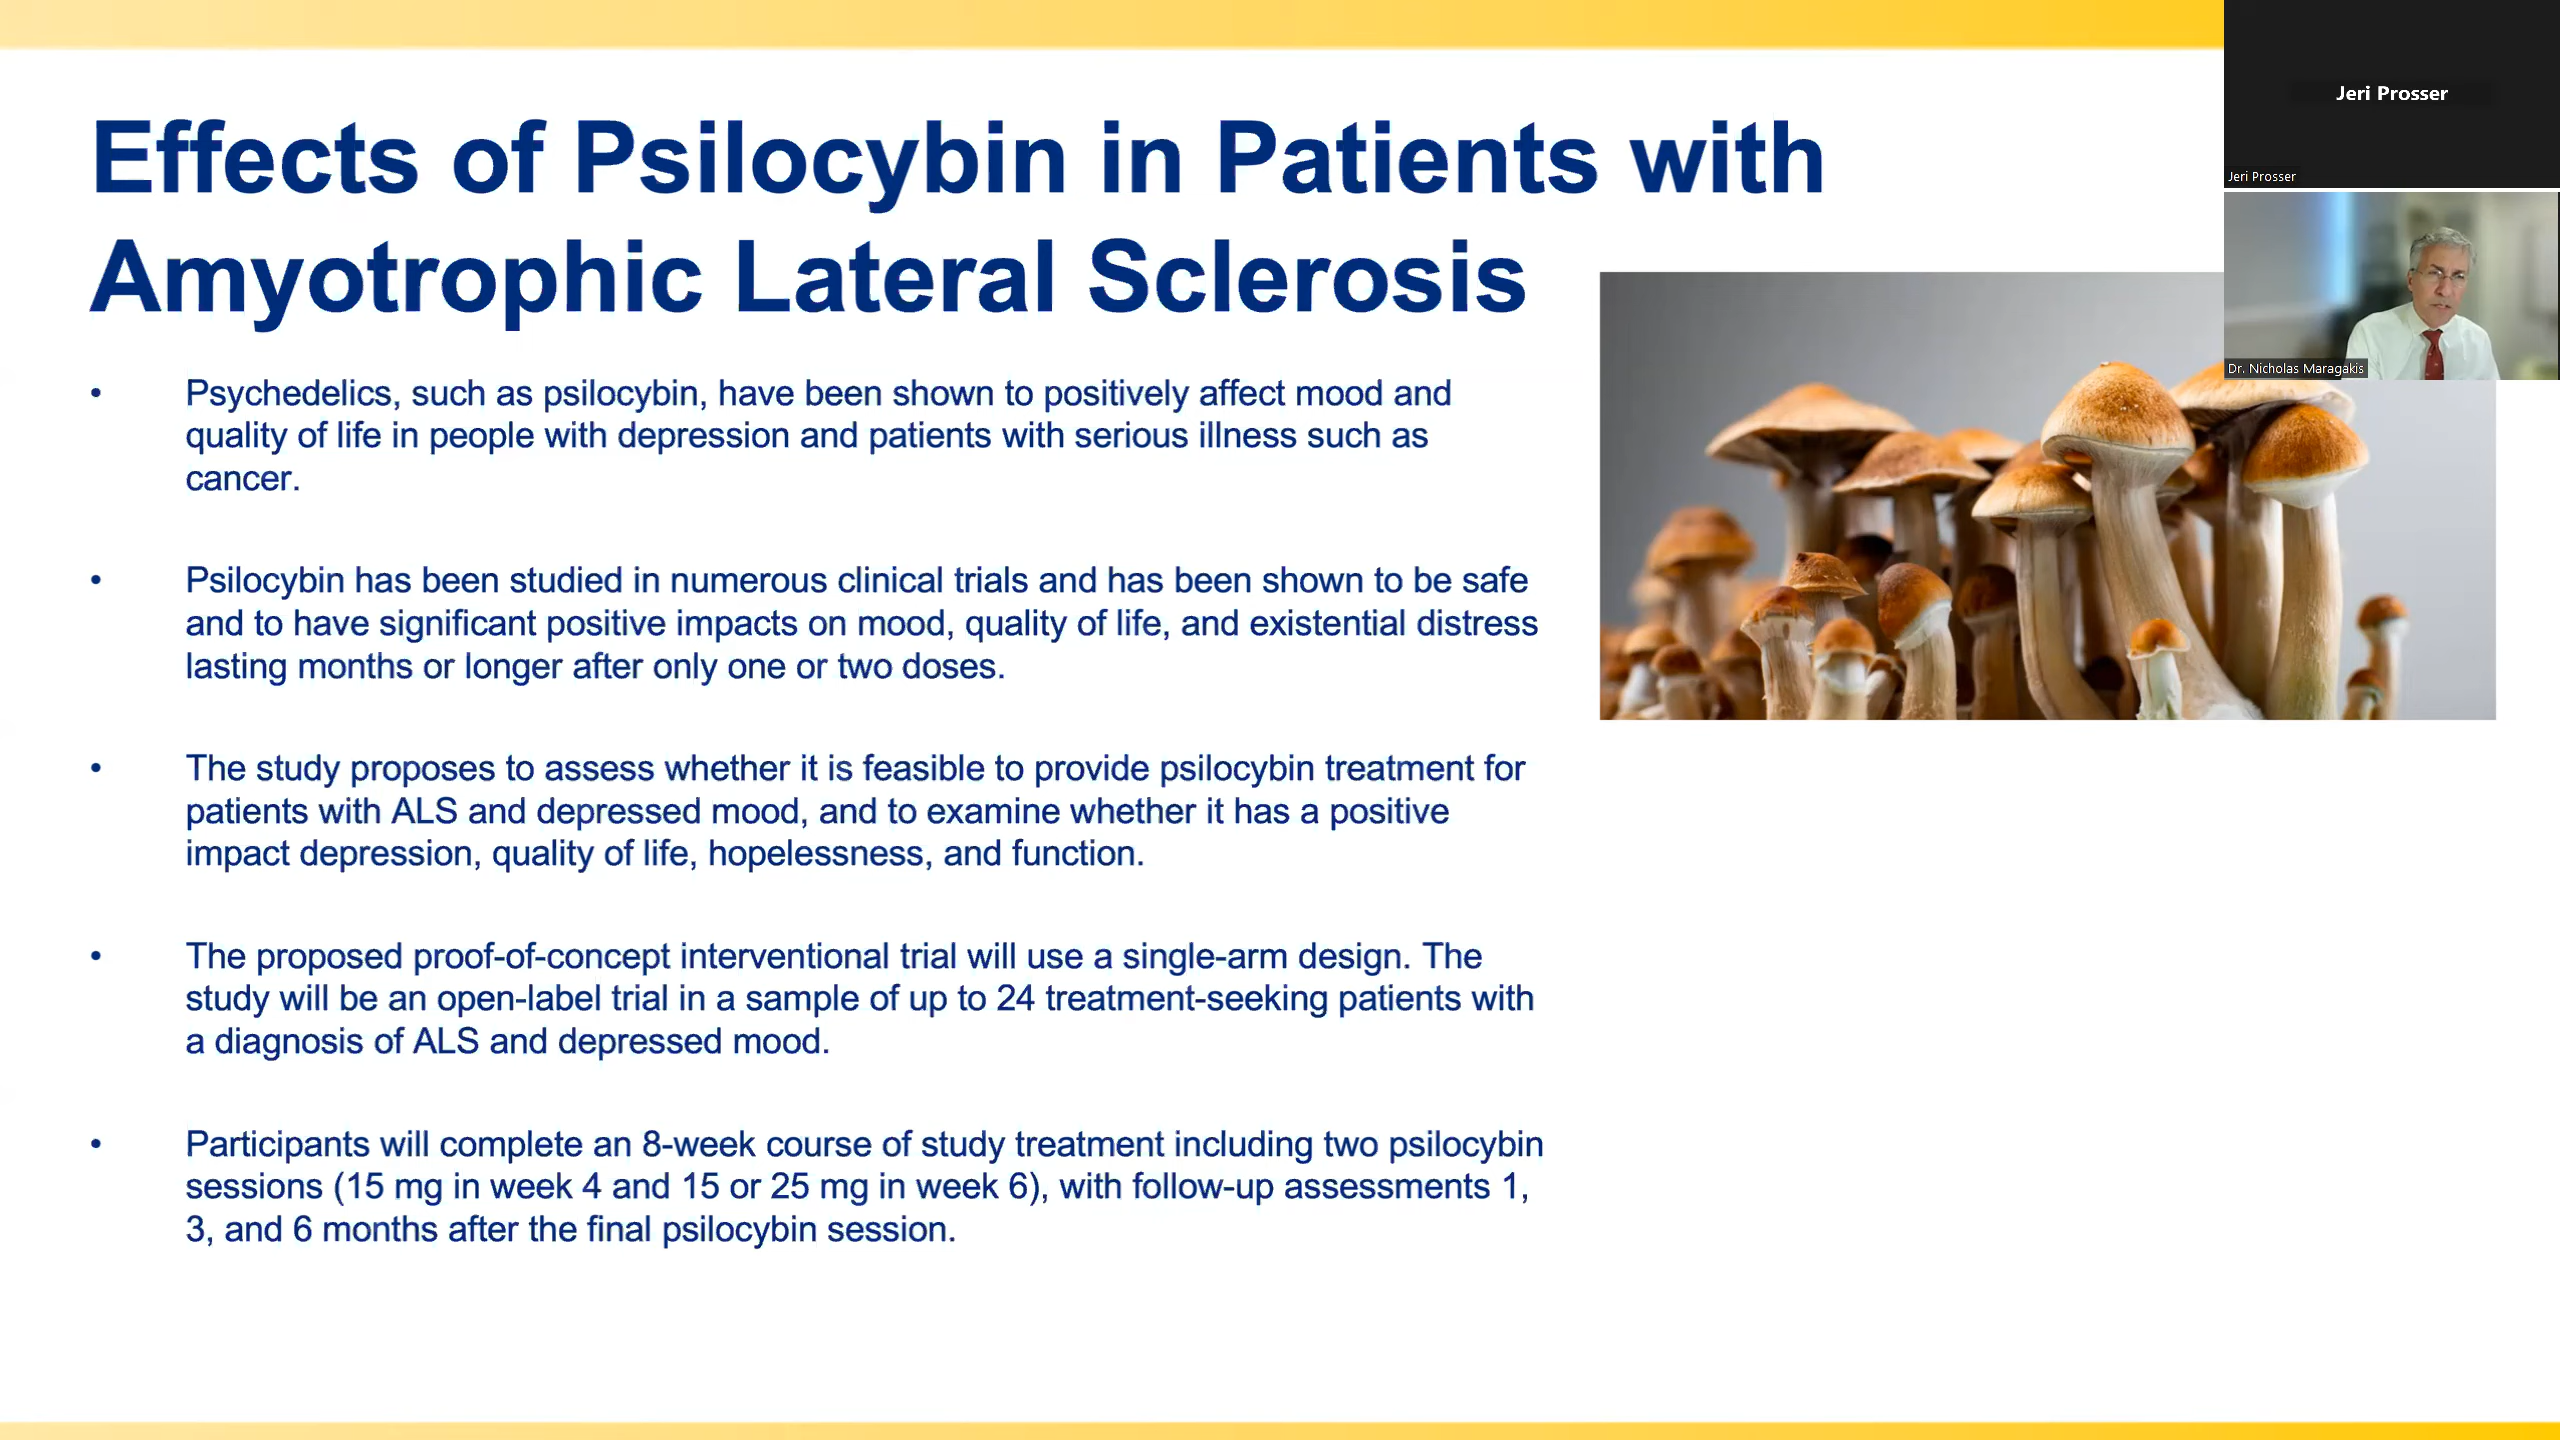 Effects of Psilocybin in Patients with
Amyotrophic Lateral Sclerosis
• Psychedelics, such as psilocybin, have been shown to positively affect mood and
quality of life in people with depression and patients with serious illness such as
cancer.
• Psilocybin has been studied in numerous clinical trials and has been shown to be safe
and to have significant positive impacts on mood, quality of life, and existential distress
lasting months or longer after only one or two doses.
• The study proposes to assess whether it is feasible to provide psilocybin treatment for
patients with ALS and depressed mood, and to examine whether it has a positive
impact depression, quality of life, hopelessness, and function.
• The proposed proof-of-concept interventional trial will use a single-arm design. The
study will be an open-label trial in a sample of up to 24 treatment-seeking patients with
a diagnosis of ALS and depressed mood.
• Participants will complete an 8-week course of study treatment including two psilocybin
sessions (15 mg in week 4 and 15 or 25 mg in week 6), with follow-up assessments 1,
3, and 6 months after the final psilocybin session.
Jeri Prosser
Jeri Prosser
Dr. Nicholas Maragakis